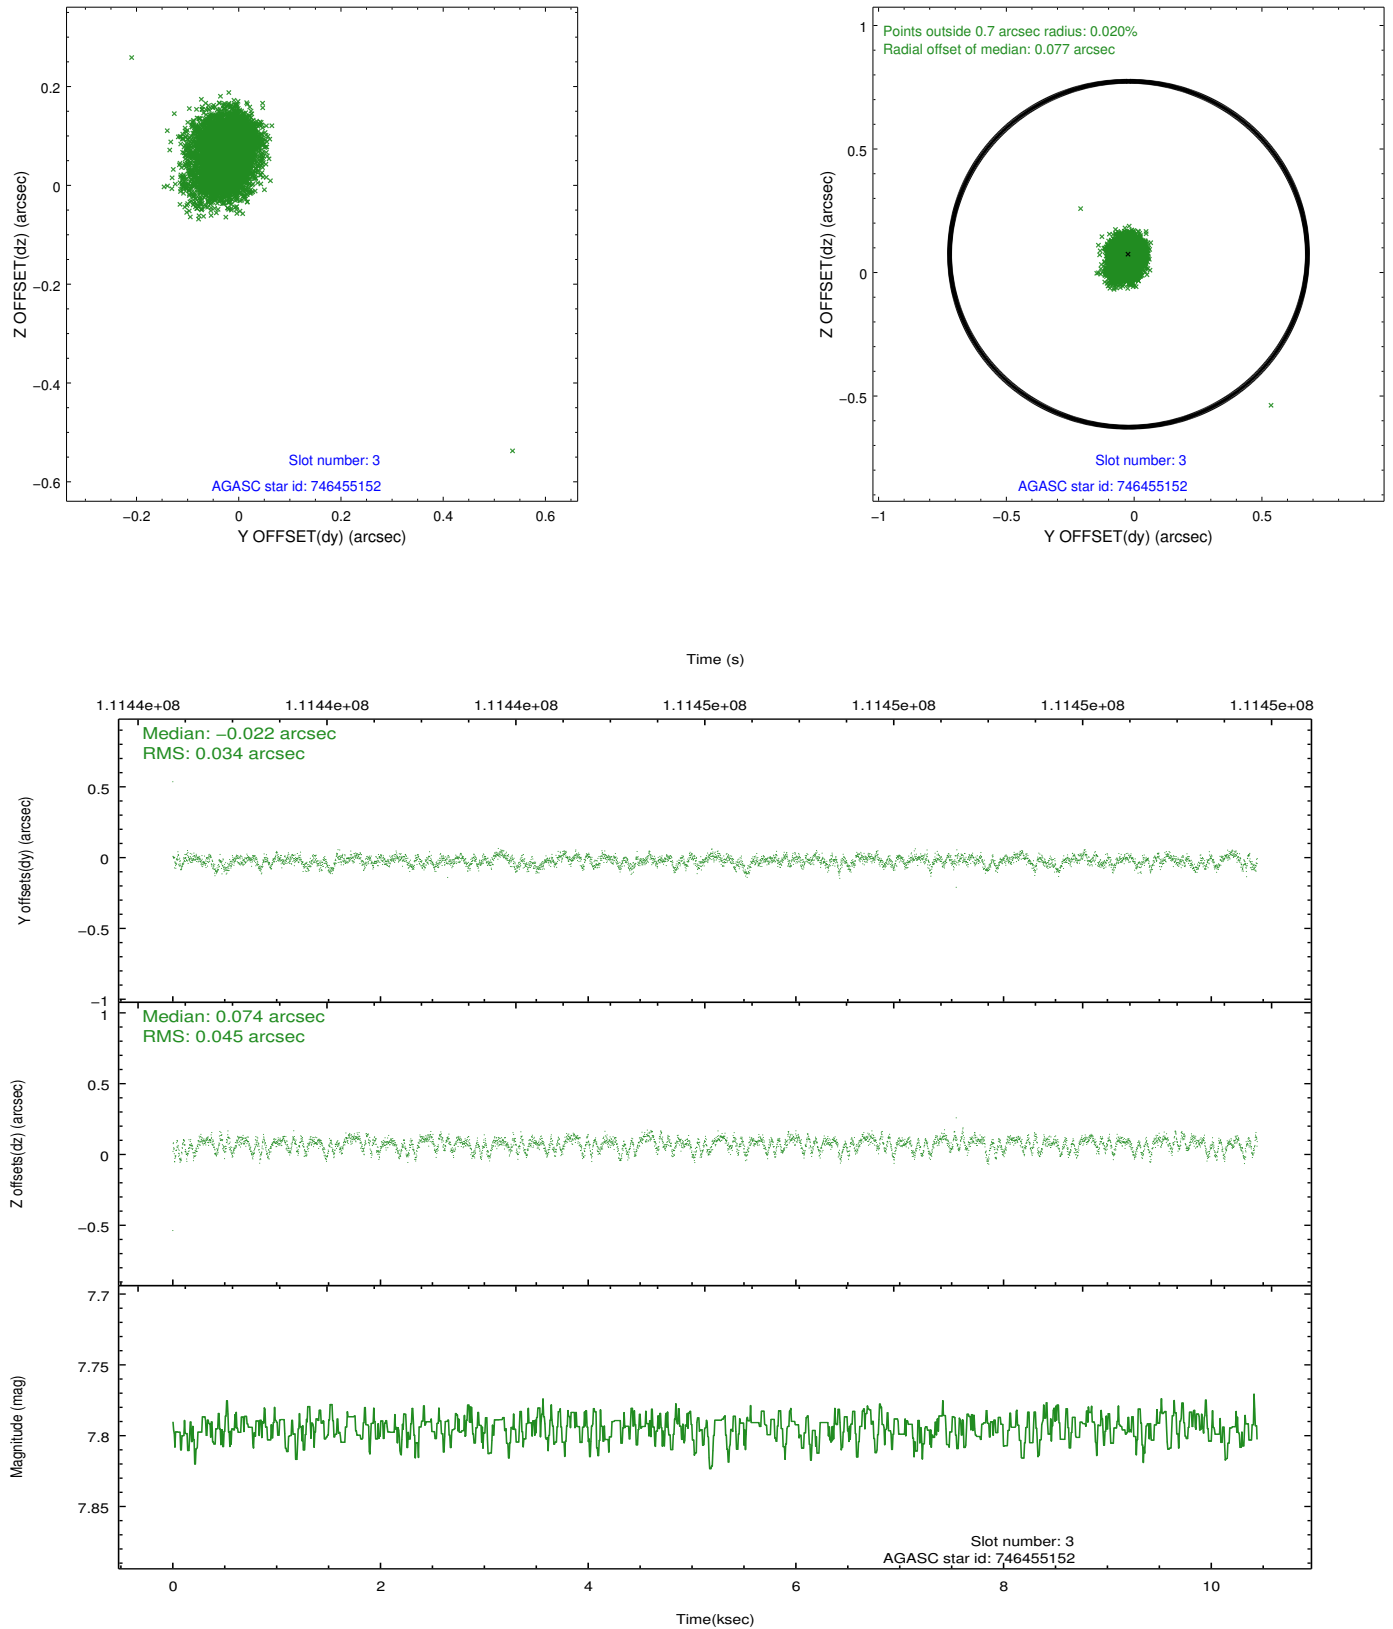 0.2
0
−0.2
−0.4
−0.6
−0.2
0
0.2
0.4
0.6
Z OFFSET(dz) (arcsec)
Y OFFSET(dy) (arcsec)
Slot number: 3
AGASC star id: 746455152
Points outside 0.7 arcsec radius: 0.020%
Radial offset of median: 0.077 arcsec
1
0.5
0
−0.5
−1
−0.5
0
0.5
Z OFFSET(dz) (arcsec)
Y OFFSET(dy) (arcsec)
Slot number: 3
AGASC star id: 746455152
Time (s)
1.1144e+08
1.1144e+08
1.1144e+08
1.1145e+08
1.1145e+08
1.1145e+08
1.1145e+08
Median: −0.022 arcsec
RMS: 0.034 arcsec
0.5
0
−0.5
−1
Y offsets(dy) (arcsec)
Median: 0.074 arcsec
RMS: 0.045 arcsec
1
0.5
0
−0.5
Z offsets(dz) (arcsec)
7.7
7.75
7.8
7.85
Magnitude (mag)
Slot number: 3
AGASC star id: 746455152
0
2
4
6
8
10
Time(ksec)